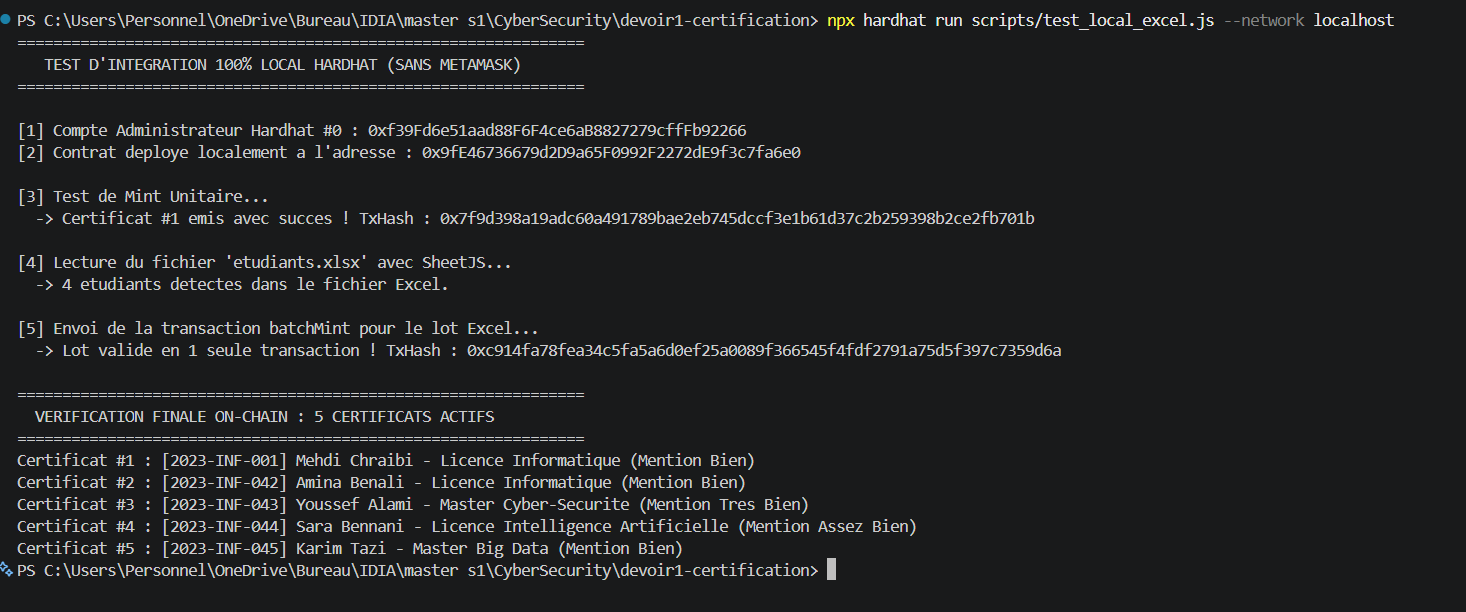 PS C:\Users\Personnel\OneDrive\Bureau\IDIA\master s1\CyberSecurity\devoir1-certification> npx hardhat run scripts/test_local_excel.js --network localhost
===============================================================
TEST D'INTEGRATION 100% LOCAL HARDHAT (SANS METAMASK)
===============================================================
[1] Compte Administrateur Hardhat #0 : 0xf39Fd6e51aad88F6F4ce6aB8827279cffFb92266
[2] Contrat deploye localement a l'adresse : 0x9fE46736679d2D9a65F0992F2272dE9f3c7fa6e0
[3] Test de Mint Unitaire...
-> Certificat #1 emis avec succes ! TxHash : 0x7f9d398a19adc60a491789bae2eb745dccf3e1b61d37c2b259398b2ce2fb701b
[4] Lecture du fichier 'etudiants.xlsx' avec SheetJS...
-> 4 etudiants detectes dans le fichier Excel.
[5] Envoi de la transaction batchMint pour le lot Excel...
-> Lot valide en 1 seule transaction ! TxHash : 0xc914fa78fea34c5fa5a6d0ef25a0089f366545f4fdf2791a75d5f397c7359d6a
===============================================================
VERIFICATION FINALE ON-CHAIN : 5 CERTIFICATS ACTIFS
===============================================================
Certificat #1 : [2023-INF-001] Mehdi Chraibi - Licence Informatique (Mention Bien)
Certificat #2 : [2023-INF-042] Amina Benali - Licence Informatique (Mention Bien)
Certificat #3 : [2023-INF-043] Youssef Alami - Master Cyber-Securite (Mention Tres Bien)
Certificat #4 : [2023-INF-044] Sara Bennani - Licence Intelligence Artificielle (Mention Assez Bien)
Certificat #5 : [2023-INF-045] Karim Tazi - Master Big Data (Mention Bien)
PS C:\Users\Personnel\OneDrive\Bureau\IDIA\master s1\CyberSecurity\devoir1-certification>